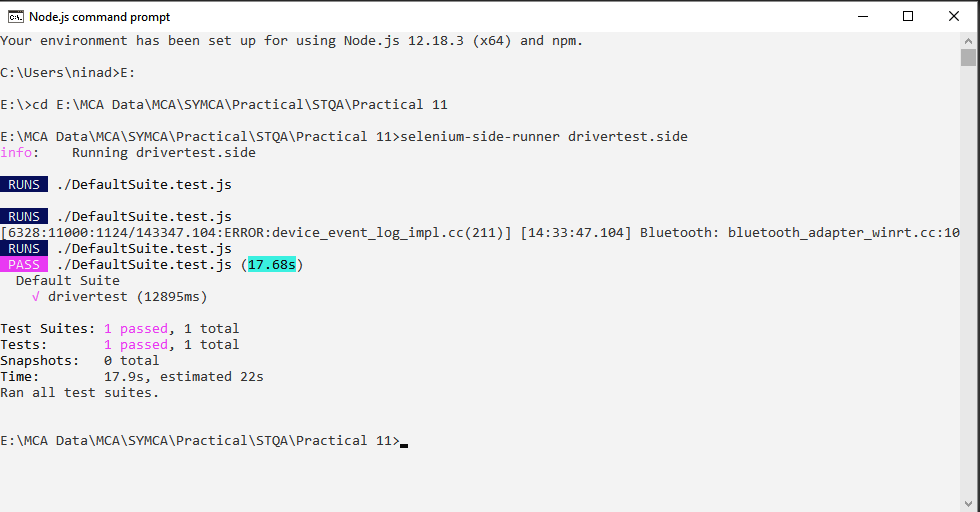 Node.js command prompt
Your environment has been set up for using Node.js 12.18.3 (x64) and npm.
C:\Users\ninad>E:
E:\>cd E:\MCA Data\MCA\SYMCA\Practical\STQA\Practical 11
E:\MCA Data\MCA\SYMCA\Practical\STQA\Practical 11>selenium-side-runner drivertest.side
info:    Running drivertest.side
RUNS ./DefaultSuite.test.js
RUNS ./DefaultSuite.test.js
[6328:11000:1124/143347.104:ERROR:device_event_log_impl.cc(211)] [14:33:47.104] Bluetooth: bluetooth_adapter_winrt.cc:10
RUNS ./DefaultSuite.test.js
PASS ./DefaultSuite.test.js (17.68s)
Default Suite
√ drivertest (12895ms)
Test Suites: 1 passed, 1 total
Tests:       1 passed, 1 total
Snapshots:   0 total
Time:        17.9s, estimated 22s
Ran all test suites.
E:\MCA Data\MCA\SYMCA\Practical\STQA\Practical 11>